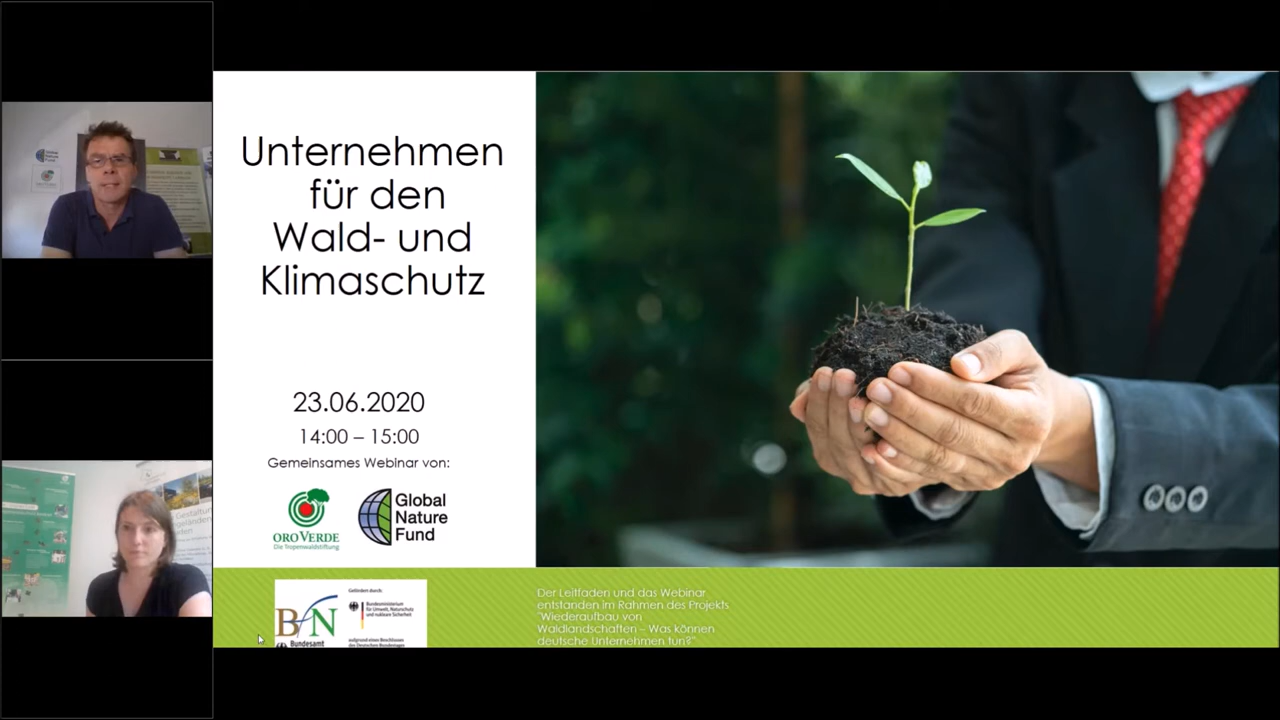 Unternehmen
für den
Wald- und
Klimaschutz
23.06.2020
14:00 – 15:00
Gemeinsames Webinar von:
ORO VERDE
Die Tropenwaldstiftung
Global
Nature
Fund
BfN
Bundesamt
Gefördert durch:
Bundesministerium
für Umwelt, Naturschutz
und nukleare Sicherheit
aufgrund eines Beschlusses
des Deutschen Bundestages
Der Leitfaden und das Webinar
entstanden im Rahmen des Projekts
"Wiederaufbau von
Waldlandschaften – Was können
deutsche Unternehmen tun?"
Global
Nature
Fund